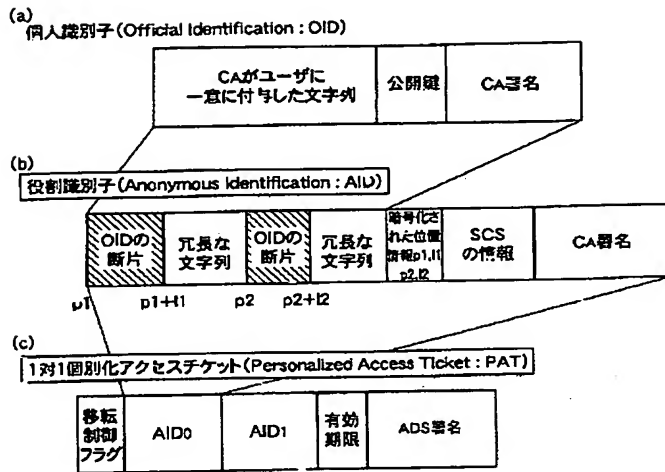 (a)
個人識別子(Official Identification : OID)
CAがユーザに
一意に付与した文字列
公開鍵
CA署名
(b)
役割識別子(Anonymous Identification : AID)
OIDの
断片
冗長な
文字列
OIDの
断片
冗長な
文字列
暗号化さ
れた位置
情報p1,l1
p2,l2
SCS
の情報
CA署名
p1
p1+l1
p2
p2+l2
(c)
1対1個別化アクセスチケット(Personalized Access Ticket : PAT)
移転
制御
フラグ
AID0
AID1
有効
期限
ADS署名